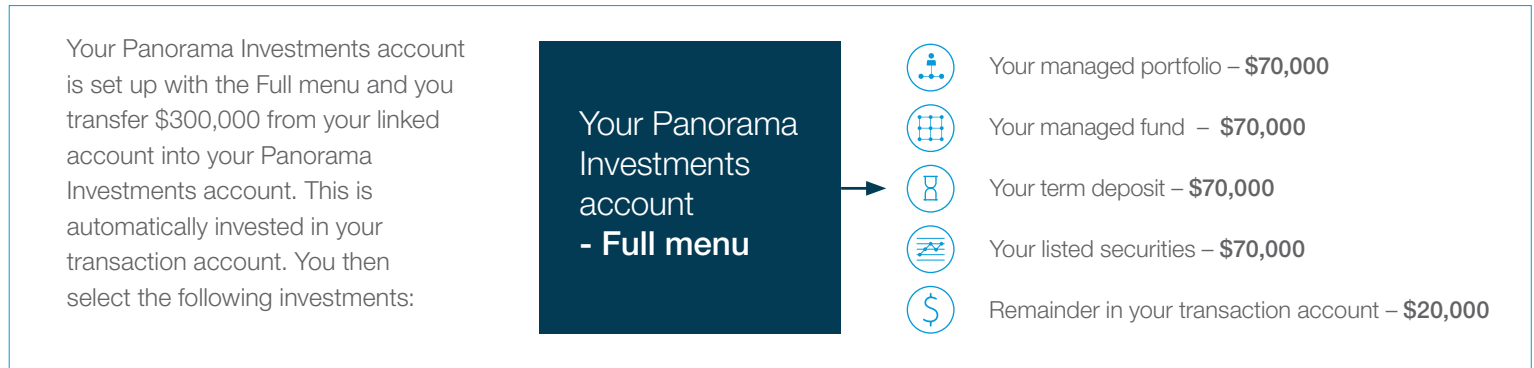 Your Panorama Investments account
is set up with the Full menu and you
transfer $300,000 from your linked
account into your Panorama
Investments account. This is
automatically invested in your
transaction account. You then
select the following investments:
Your Panorama
Investments
account
- Full menu
Your managed portfolio – $70,000
Your managed fund – $70,000
Your term deposit – $70,000
Your listed securities – $70,000
Remainder in your transaction account – $20,000